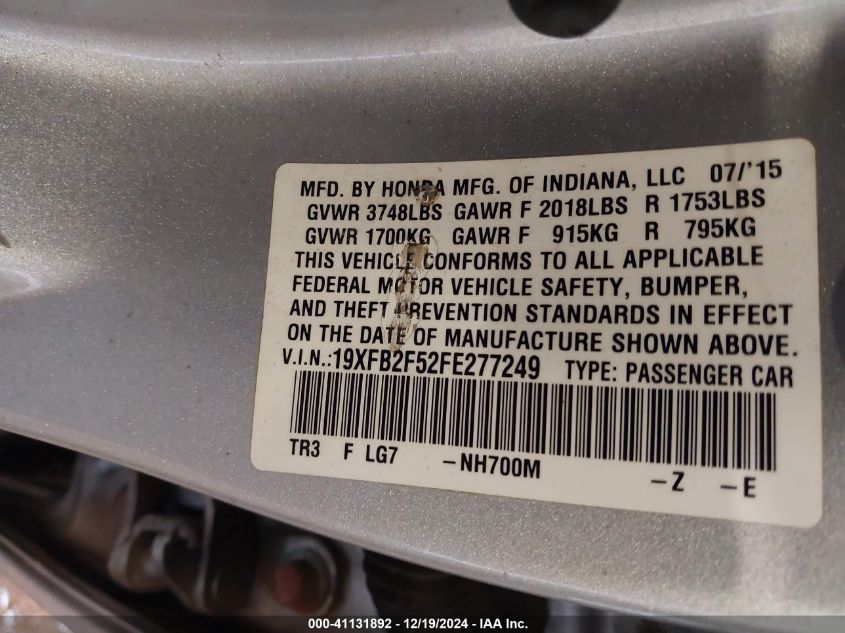 MFD. BY HONDA MFG. OF INDIANA, LLC 07/'15
GVWR 3748LBS GAWR F 2018LBS R 1753LBS
GVWR 1700KG GAWR F 915KG R 795KG
THIS VEHICLE CONFORMS TO ALL APPLICABLE
FEDERAL MOTOR VEHICLE SAFETY, BUMPER,
AND THEFT PREVENTION STANDARDS IN EFFECT
ON THE DATE OF MANUFACTURE SHOWN ABOVE.
V.I.N.:19XFB2F52FE277249 TYPE: PASSENGER CAR
TR3 F LG7 -NH700M -Z -E
000-41131892 - 12/19/2024 - IAA Inc.